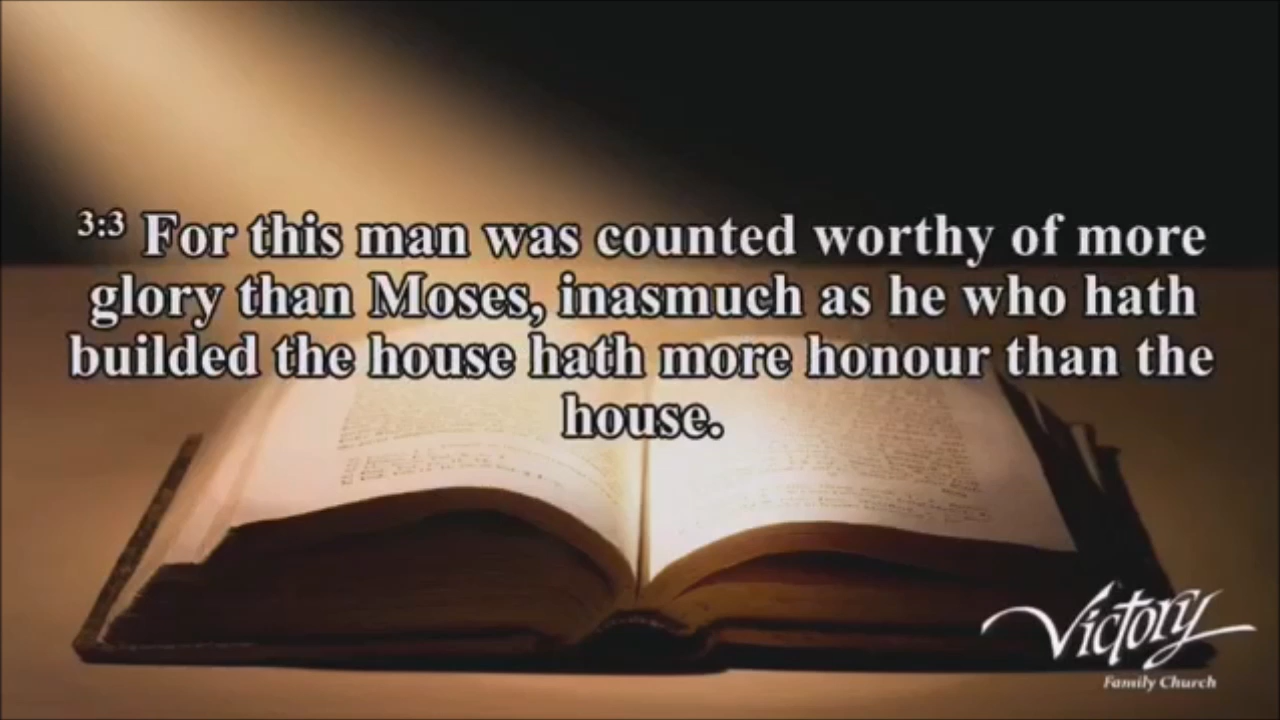 3:3 For this man was counted worthy of more
glory than Moses, inasmuch as he who hath
builded the house hath more honour than the
house.
Victory
Family Church